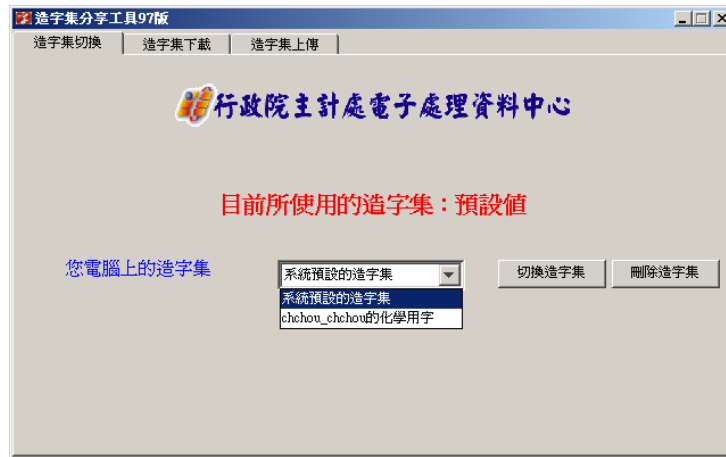 造字集分享工具97版
造字集切換 造字集下載 造字集上傳
行政院主計處電子處理資料中心
目前所使用的造字集：預設值
您電腦上的造字集 系統預設的造字集 切換造字集 刪除造字集
系統預設的造字集
chchou_chchou的化學用字